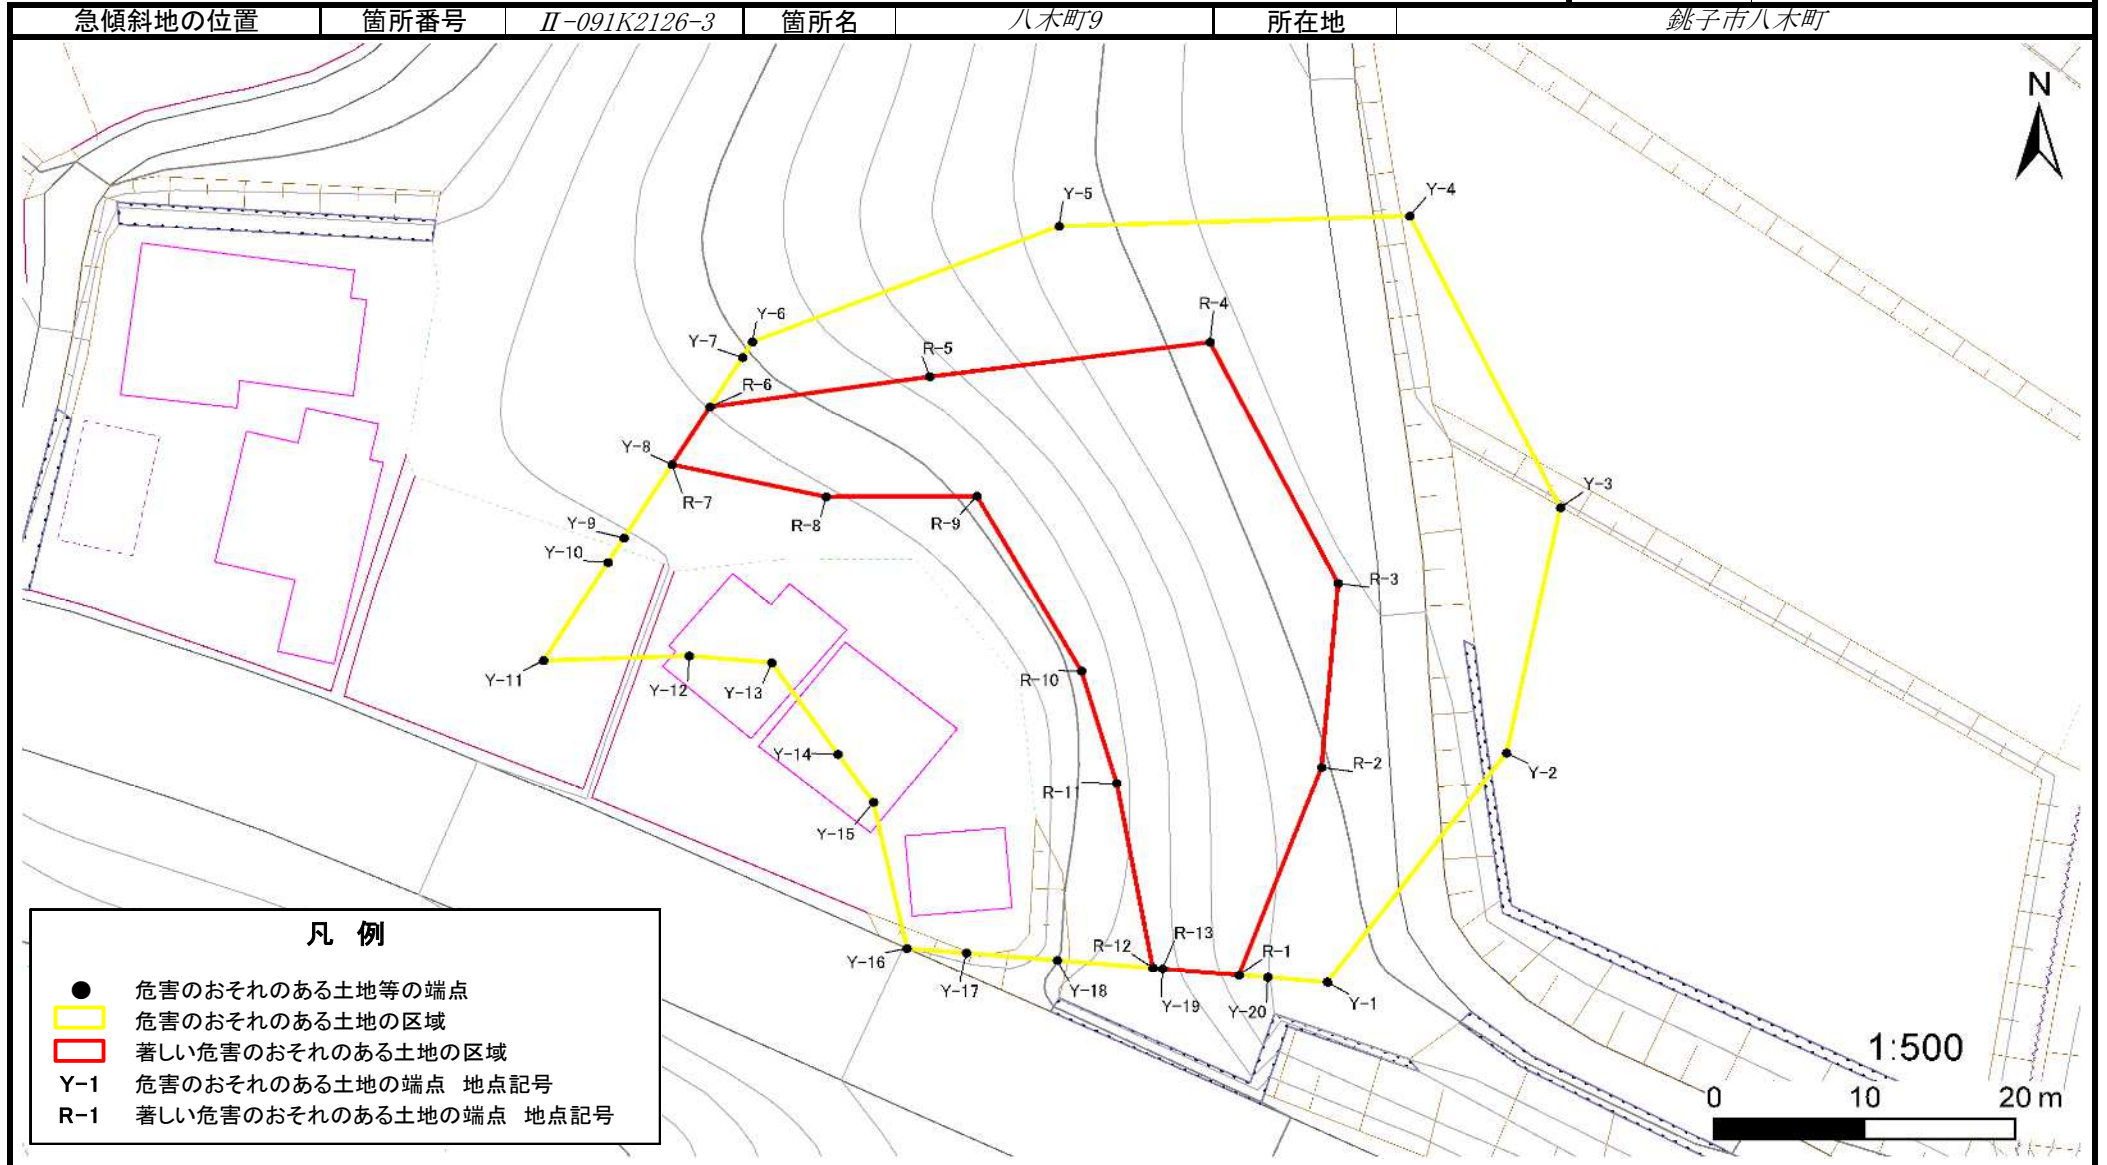 急傾斜地の位置 箇所番号 Ⅱ-091K2126-3 箇所名 八木町9 所在地 銚子市八木町
N
Y-4
Y-5
R-4
Y-6
Y-7
R-5
R-6
Y-8
Y-3
R-7
R-8
R-9
Y-9
Y-10
R-3
Y-11
Y-12
Y-13
R-10
Y-14
R-2
Y-2
R-11
Y-15
R-12
R-13
R-1
Y-16
Y-17
Y-18
Y-19
Y-20
Y-1
凡 例
危害のおそれのある土地等の端点
危害のおそれのある土地の区域
著しい危害のおそれのある土地の区域
Y-1 危害のおそれのある土地の端点 地点記号
R-1 著しい危害のおそれのある土地の端点 地点記号
1:500
0 10 20 m